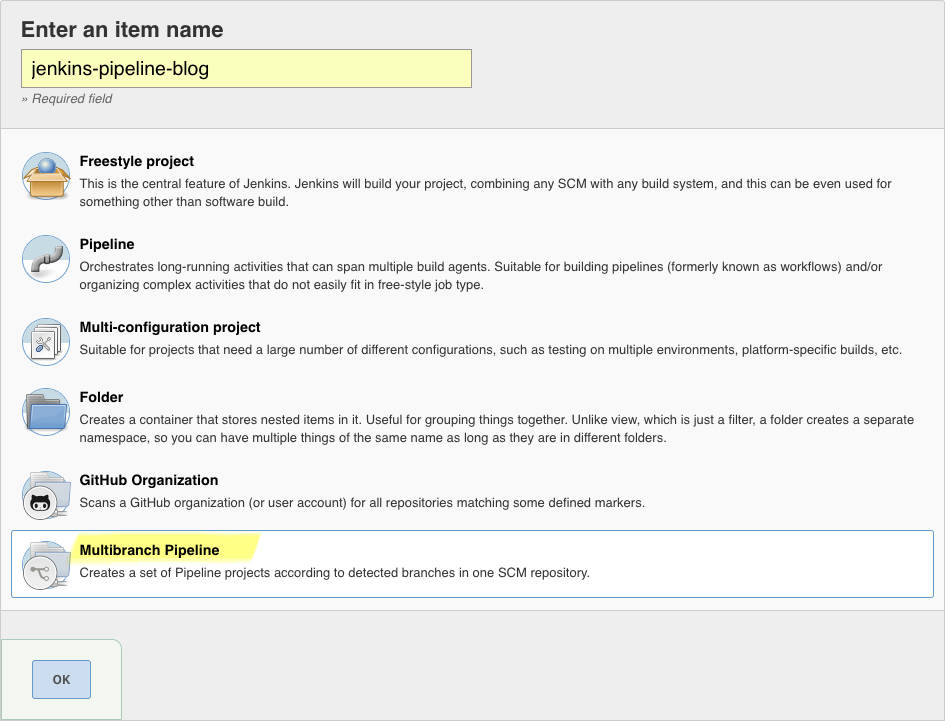 Enter an item name
jenkins-pipeline-blog
» Required field
Freestyle project
This is the central feature of Jenkins. Jenkins will build your project, combining any SCM with any build system, and this can be even used for
something other than software build.
Pipeline
Orchestrates long-running activities that can span multiple build agents. Suitable for building pipelines (formerly known as workflows) and/or
organizing complex activities that do not easily fit in free-style job type.
Multi-configuration project
Suitable for projects that need a large number of different configurations, such as testing on multiple environments, platform-specific builds, etc.
Folder
Creates a container that stores nested items in it. Useful for grouping things together. Unlike view, which is just a filter, a folder creates a separate
namespace, so you can have multiple things of the same name as long as they are in different folders.
GitHub Organization
Scans a GitHub organization (or user account) for all repositories matching some defined markers.
Multibranch Pipeline
Creates a set of Pipeline projects according to detected branches in one SCM repository.
OK